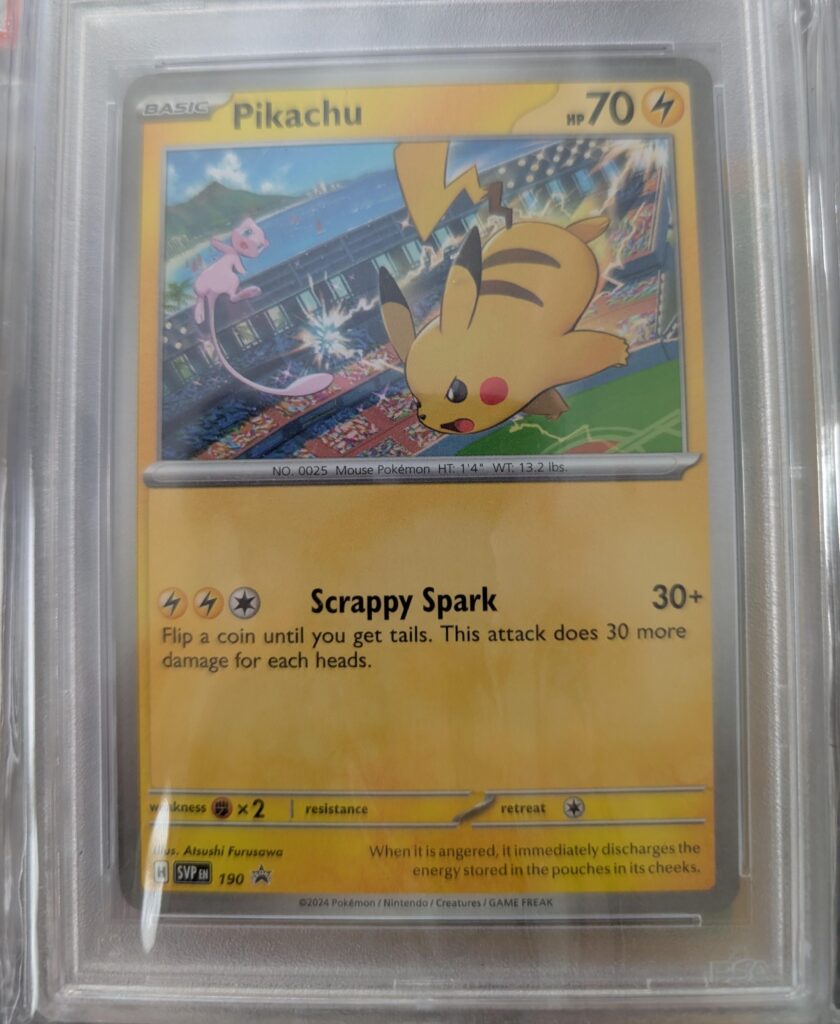 BASIC Pikachu HP 70
NO. 0025 Mouse Pokémon HT: 1'4" WT: 13.2 lbs.
Scrappy Spark 30+
Flip a coin until you get tails. This attack does 30 more
damage for each heads.
weakness ×2 resistance retreat
Illus. Atsushi Furusawa
When it is angered, it immediately discharges the
energy stored in the pouches in its cheeks.
H SVP EN 190
©2024 Pokémon / Nintendo / Creatures / GAME FREAK